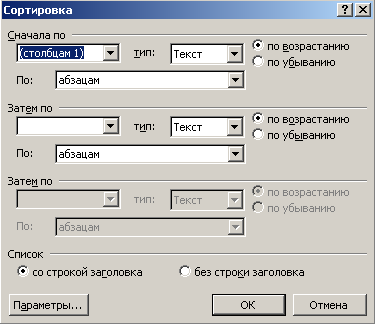 Сортировка
Сначала по
(столбцам 1) тип: Текст по возрастанию
по убыванию
По: абзацам
Затем по
тип: Текст по возрастанию
по убыванию
По: абзацам
Затем по
тип: Текст по возрастанию
по убыванию
По: абзацам
Список
со строкой заголовка без строки заголовка
Параметры... ОК Отмена